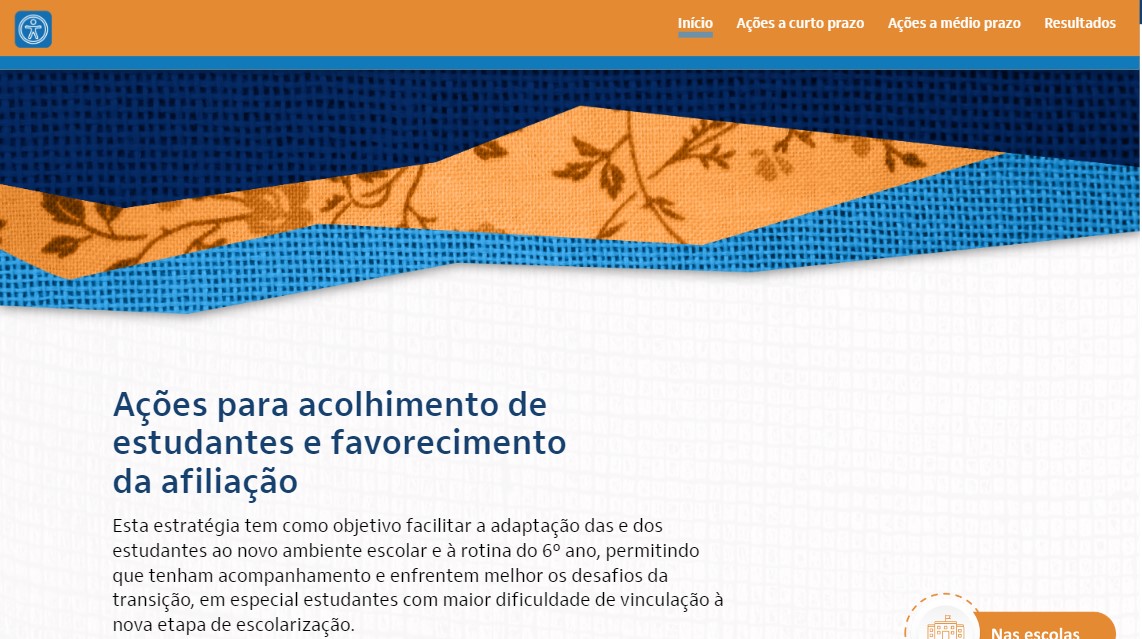 Início Ações a curto prazo Ações a médio prazo Resultados
Ações para acolhimento de
estudantes e favorecimento
da afiliação
Esta estratégia tem como objetivo facilitar a adaptação das e dos
estudantes ao novo ambiente escolar e à rotina do 6º ano, permitindo
que tenham acompanhamento e enfrentem melhor os desafios da
transição, em especial estudantes com maior dificuldade de vinculação à
nova etapa de escolarização.
Nas escolas